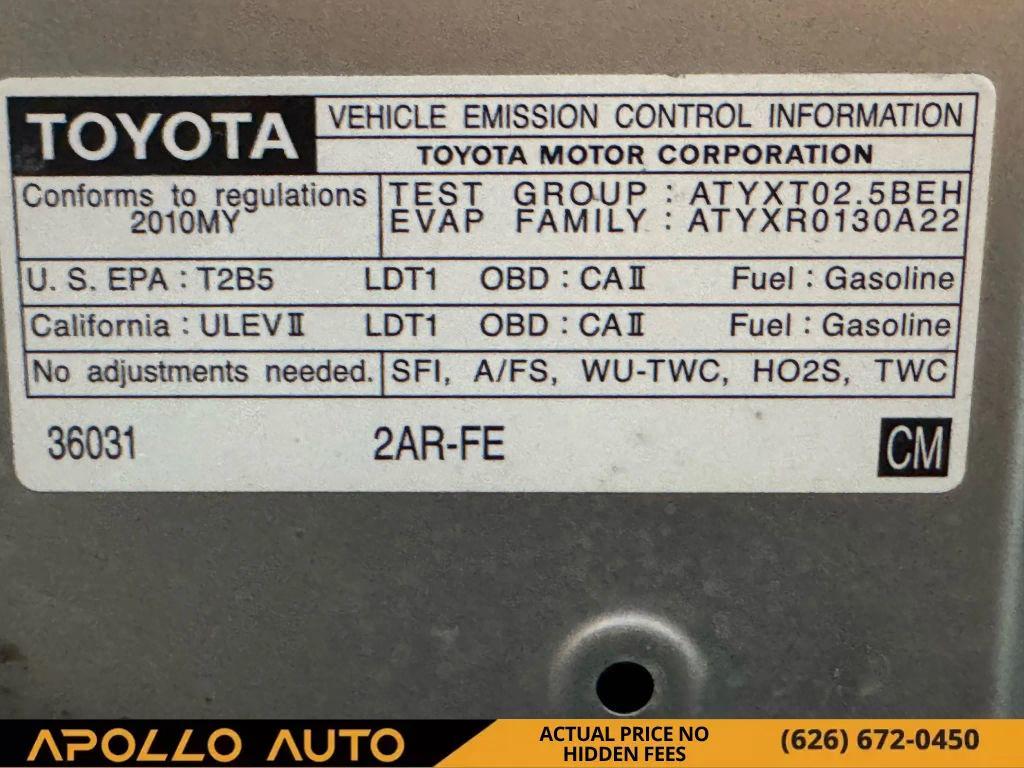 TOYOTA
VEHICLE EMISSION CONTROL INFORMATION
TOYOTA MOTOR CORPORATION
Conforms to regulations
2010MY
TEST GROUP : ATYXT02.5BEH
EVAP FAMILY : ATYXR0130A22
U. S. EPA : T2B5 LDT1 OBD : CAⅡ Fuel : Gasoline
California : ULEVⅡ LDT1 OBD : CAⅡ Fuel : Gasoline
No adjustments needed. SFI, A/FS, WU-TWC, HO2S, TWC
36031 2AR-FE CM
APOLLO AUTO
ACTUAL PRICE NO
HIDDEN FEES
(626) 672-0450